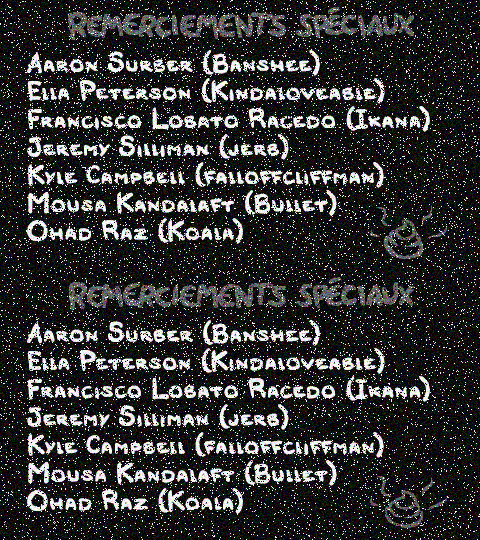 Remerciements spéciaux
Aaron Surber (Banshee)
Ella Peterson (Kindaloveable)
Francisco Lobato Racedo (Ikana)
Jeremy Silliman (jerb)
Kyle Campbell (falloffcliffman)
Mousa Kandalaft (Bullet)
Ohad Raz (Koala)
Remerciements spéciaux
Aaron Surber (Banshee)
Ella Peterson (Kindaloveable)
Francisco Lobato Racedo (Ikana)
Jeremy Silliman (jerb)
Kyle Campbell (falloffcliffman)
Mousa Kandalaft (Bullet)
Ohad Raz (Koala)